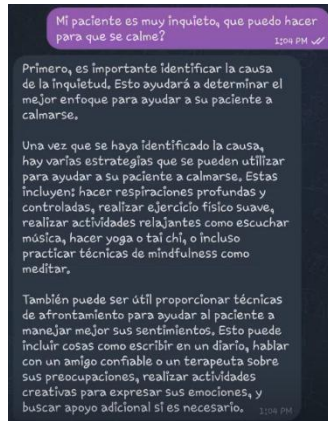 Mi paciente es muy inquieto, que puedo hacer
para que se calme?
1:04 PM
Primero, es importante identificar la causa
de la inquietud. Esto ayudará a determinar el
mejor enfoque para ayudar a su paciente a
calmarse.
Una vez que se haya identificado la causa,
hay varias estrategias que se pueden utilizar
para ayudar a su paciente a calmarse. Estas
incluyen: hacer respiraciones profundas y
controladas, realizar ejercicio físico suave,
realizar actividades relajantes como escuchar
música, hacer yoga o tai chi, o incluso
practicar técnicas de mindfulness como
meditar.
También puede ser útil proporcionar técnicas
de afrontamiento para ayudar al paciente a
manejar mejor sus sentimientos. Esto puede
incluir cosas como escribir en un diario, hablar
con un amigo confiable o un terapeuta sobre
sus preocupaciones, realizar actividades
creativas para expresar sus emociones, y
buscar apoyo adicional si es necesario.
1:04 PM